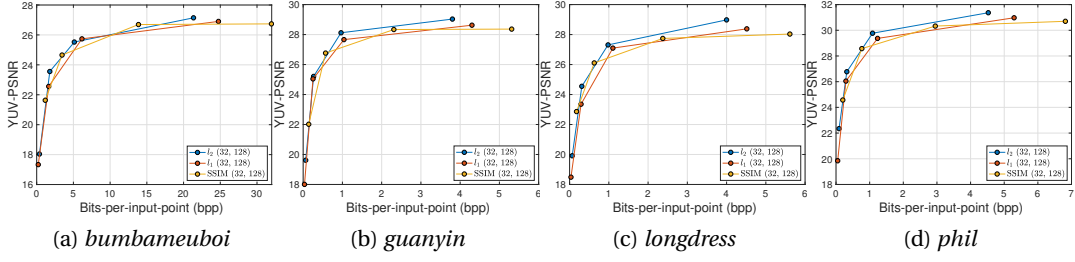 28
26
24
22
20
18
16
YUV-PSNR
0 5 10 15 20 25 30
Bits-per-input-point (bpp)
l2 (32, 128)
l1 (32, 128)
SSIM (32, 128)
(a) bumbameuboi
30
28
26
24
22
20
18
YUV-PSNR
0 1 2 3 4 5 6
Bits-per-input-point (bpp)
l2 (32, 128)
l1 (32, 128)
SSIM (32, 128)
(b) guanyin
30
28
26
24
22
20
18
YUV-PSNR
0 1 2 3 4 5 6
Bits-per-input-point (bpp)
l2 (32, 128)
l1 (32, 128)
SSIM (32, 128)
(c) longdress
32
30
28
26
24
22
20
18
YUV-PSNR
0 1 2 3 4 5 6 7
Bits-per-input-point (bpp)
l2 (32, 128)
l1 (32, 128)
SSIM (32, 128)
(d) phil